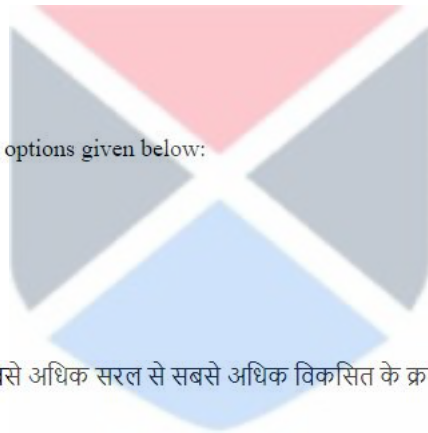 options given below:
अधिक सरल से सबसे अधिक विकसित के